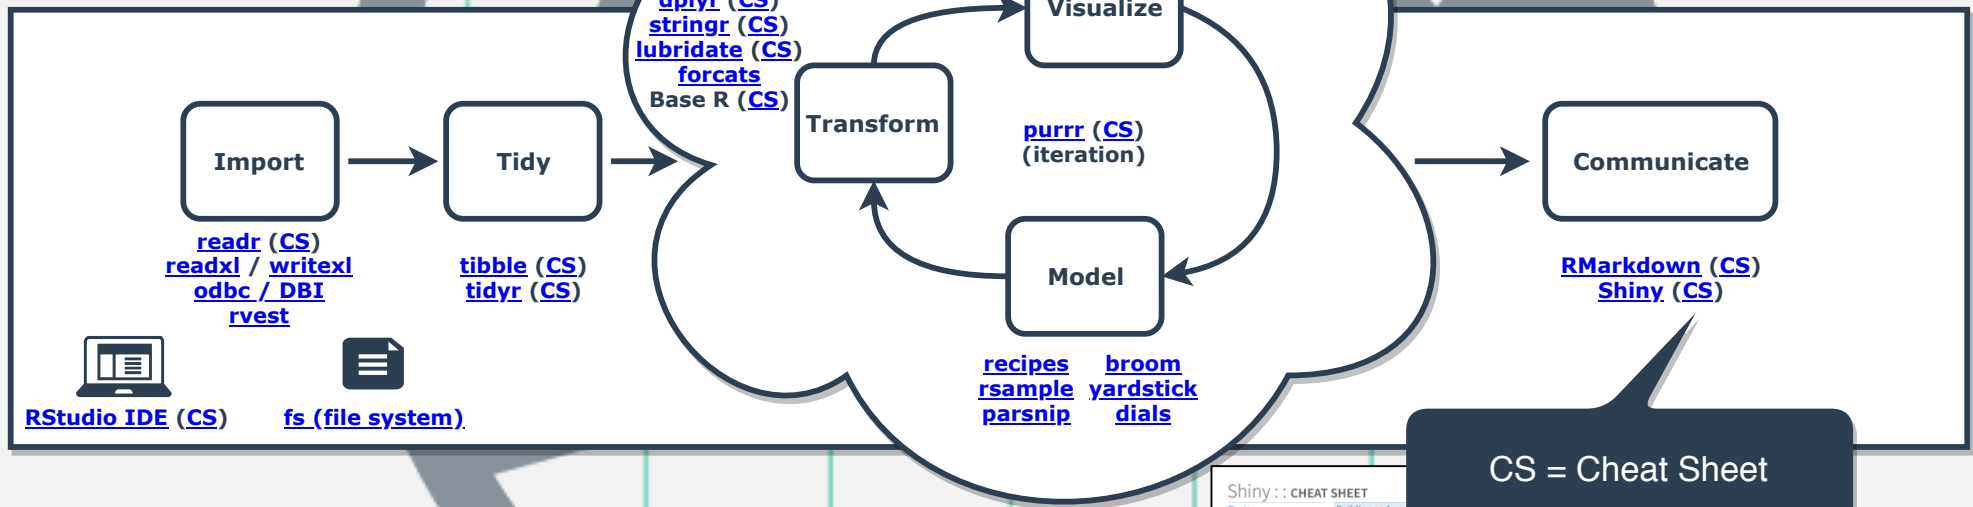 dplyr (CS)
stringr (CS)
lubridate (CS)
forcats
Base R (CS)
Visualize
Transform
purrr (CS)
(iteration)
Import
Tidy
Communicate
readr (CS)
readxl / writexl
odbc / DBI
rvest
tibble (CS)
tidyr (CS)
Model
RMarkdown (CS)
Shiny (CS)
recipes broom
rsample yardstick
parsnip dials
RStudio IDE (CS)
fs (file system)
CS = Cheat Sheet
Shiny : : CHEAT SHEET